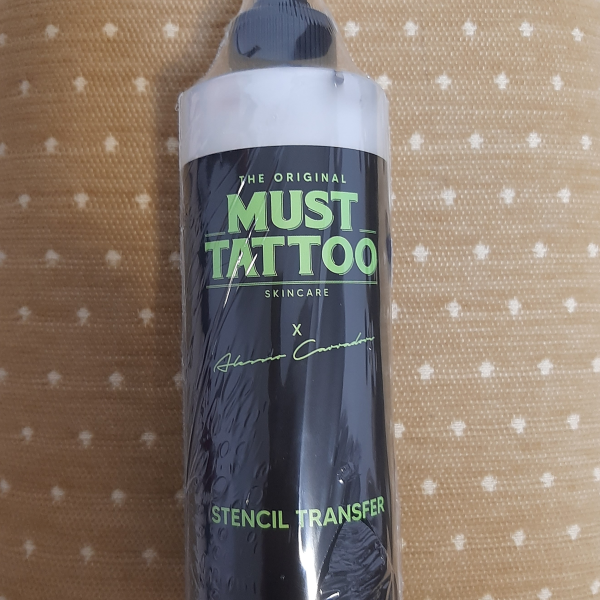 THE ORIGINAL
MUST
TATTOO
SKINCARE
X
STENCIL TRANSFER